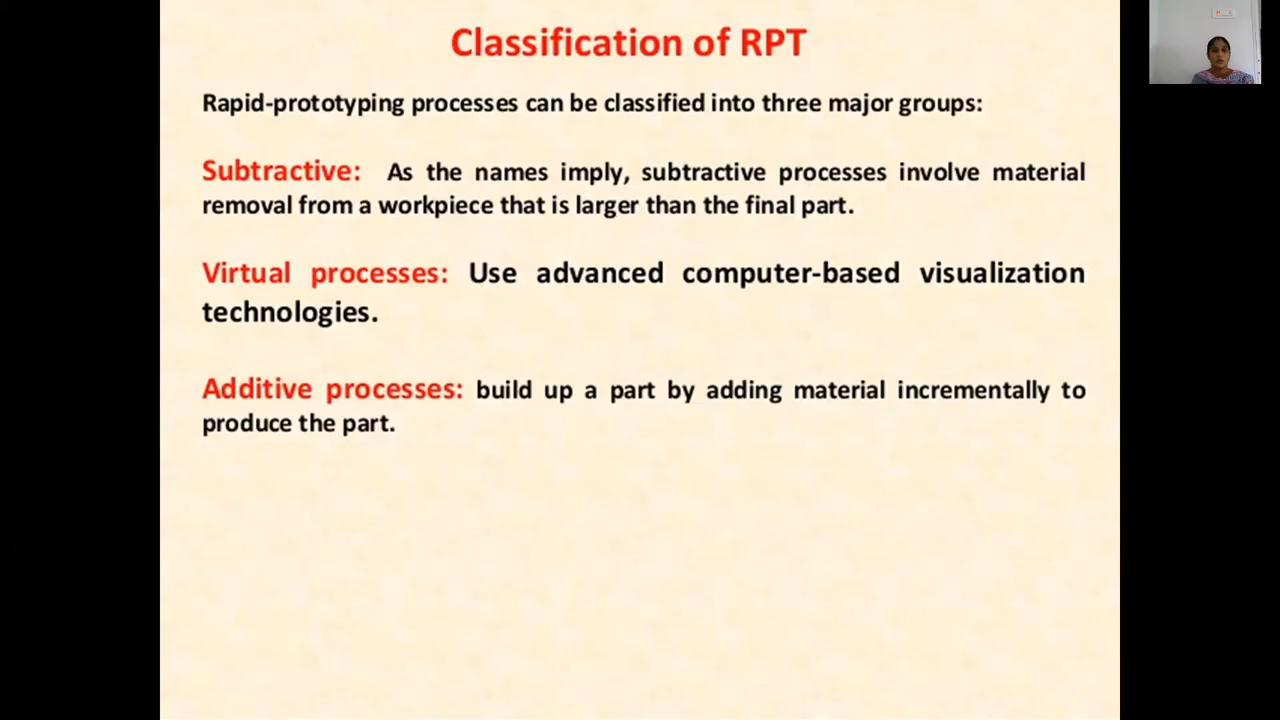 Classification of RPT
Rapid-prototyping processes can be classified into three major groups:
Subtractive: As the names imply, subtractive processes involve material
removal from a workpiece that is larger than the final part.
Virtual processes: Use advanced computer-based visualization
technologies.
Additive processes: build up a part by adding material incrementally to
produce the part.